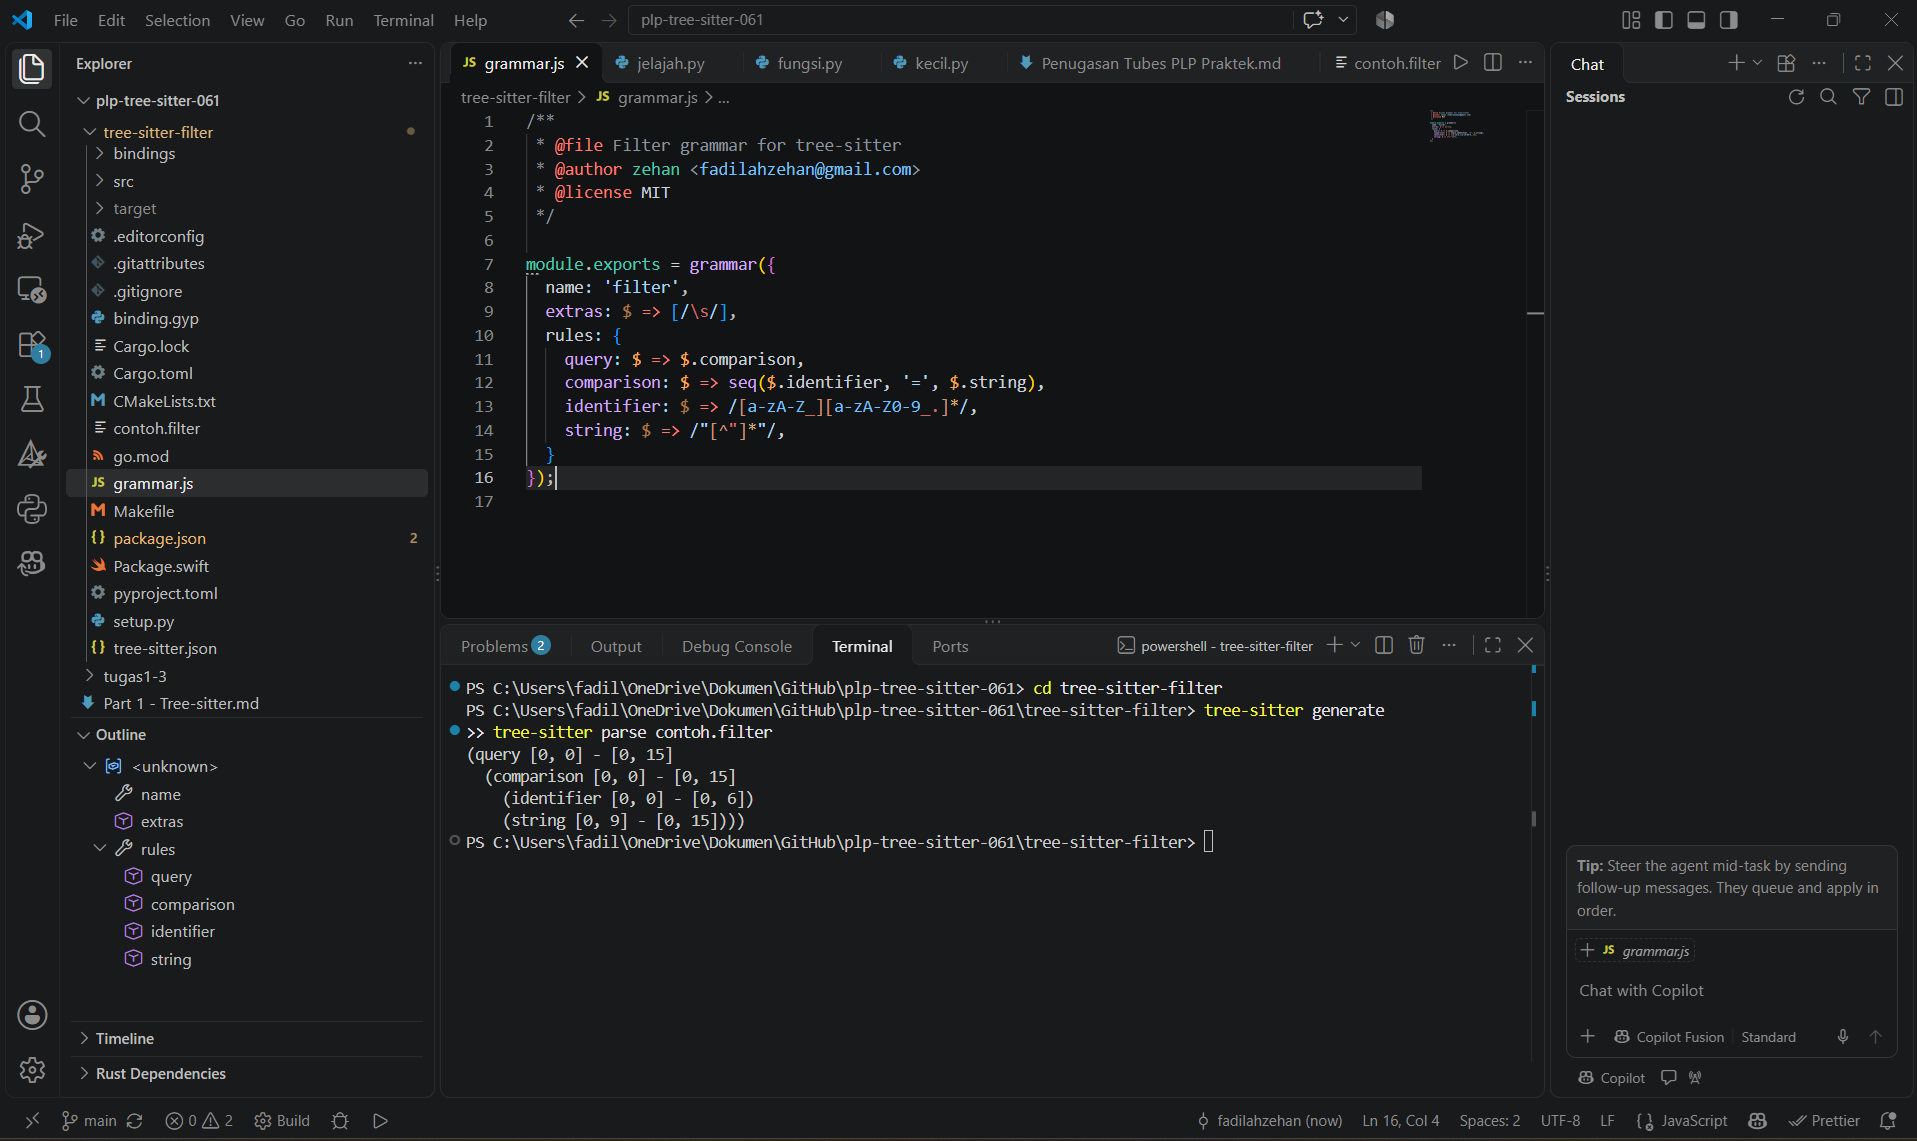 File Edit Selection View Go Run Terminal Help
plp-tree-sitter-061
Explorer
plp-tree-sitter-061
tree-sitter-filter
bindings
src
target
.editorconfig
.gitattributes
.gitignore
binding.gyp
Cargo.lock
Cargo.toml
CMakeLists.txt
contoh.filter
go.mod
grammar.js
Makefile
package.json 2
Package.swift
pyproject.toml
setup.py
tree-sitter.json
tugas1-3
Part 1 - Tree-sitter.md
Outline
<unknown>
name
extras
rules
query
comparison
identifier
string
Timeline
Rust Dependencies
1
JS grammar.js jelajah.py fungsi.py kecil.py Penugasan Tubes PLP Praktek.md contoh.filter
tree-sitter-filter > JS grammar.js > ...
1 /**
2 * @file Filter grammar for tree-sitter
3 * @author zehan <fadilahzehan@gmail.com>
4 * @license MIT
5 */
6
7 module.exports = grammar({
8 name: 'filter',
9 extras: $ => [/\s/],
10 rules: {
11 query: $ => $.comparison,
12 comparison: $ => seq($.identifier, '=', $.string),
13 identifier: $ => /[a-zA-Z_][a-zA-Z0-9_.]*/,
14 string: $ => /"[^"]*"/,
15 }
16 });
17
Problems 2 Output Debug Console Terminal Ports
powershell - tree-sitter-filter
PS C:\Users\fadil\OneDrive\Dokumen\GitHub\plp-tree-sitter-061> cd tree-sitter-filter
PS C:\Users\fadil\OneDrive\Dokumen\GitHub\plp-tree-sitter-061\tree-sitter-filter> tree-sitter generate
>> tree-sitter parse contoh.filter
(query [0, 0] - [0, 15]
(comparison [0, 0] - [0, 15]
(identifier [0, 0] - [0, 6])
(string [0, 9] - [0, 15])))
PS C:\Users\fadil\OneDrive\Dokumen\GitHub\plp-tree-sitter-061\tree-sitter-filter>
Chat
Sessions
Tip: Steer the agent mid-task by sending
follow-up messages. They queue and apply in
order.
JS grammar.js
Chat with Copilot
Copilot Fusion Standard
Copilot
main 0 2 Build
fadilahzehan (now) Ln 16, Col 4 Spaces: 2 UTF-8 LF JavaScript Prettier